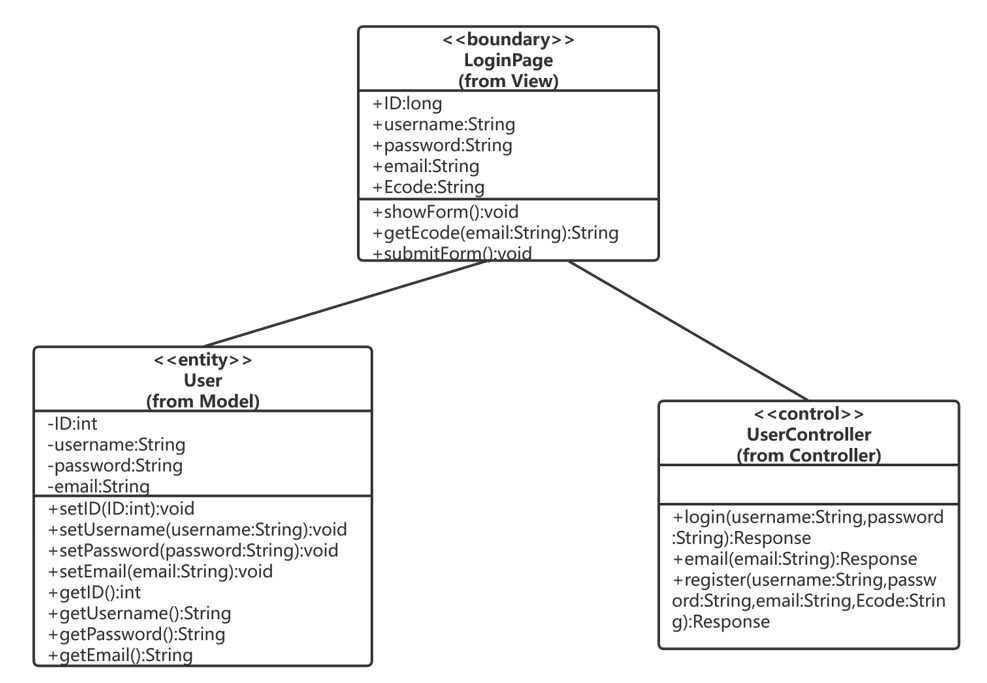 <<boundary>>
LoginPage
(from View)
+ID:long
+username:String
+password:String
+email:String
+Ecode:String
+showForm():void
+getEcode(email:String):String
+submitForm():void
<<entity>>
User
(from Model)
-ID:int
-username:String
-password:String
-email:String
+setID(ID:int):void
+setUsername(username:String):void
+setPassword(password:String):void
+setEmail(email:String):void
+getID():int
+getUsername():String
+getPassword():String
+getEmail():String
<<control>>
UserController
(from Controller)
+login(username:String,password
:String):Response
+email(email:String):Response
+register(username:String,passw
ord:String,email:String,Ecode:Strin
g):Response